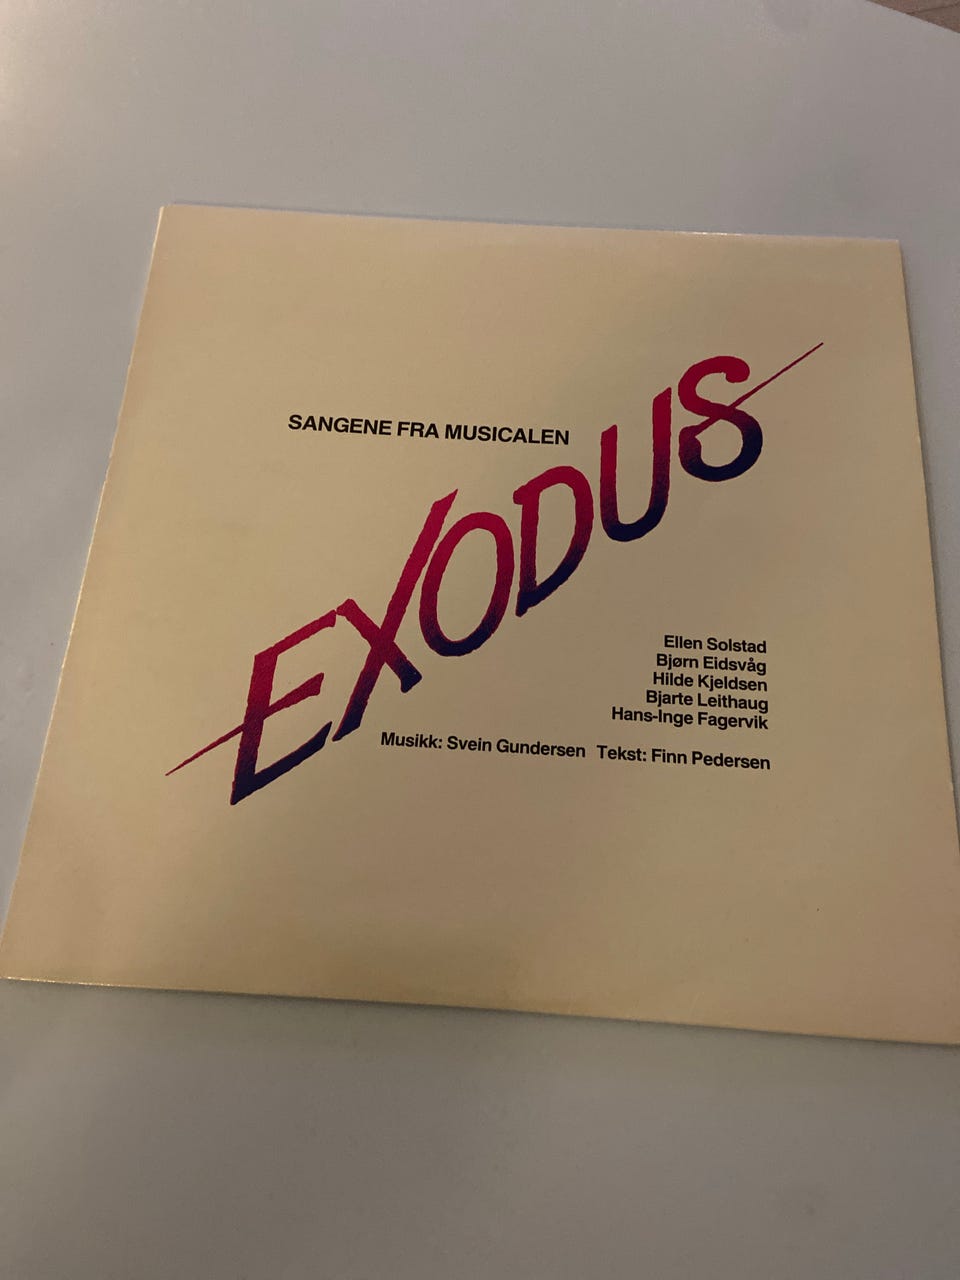 SANGENE FRA MUSICALEN
EXODUS
Ellen Solstad
Bjørn Eidsvåg
Hilde Kjeldsen
Bjarte Leithaug
Hans-Inge Fagervik
Musikk: Svein Gundersen Tekst: Finn Pedersen